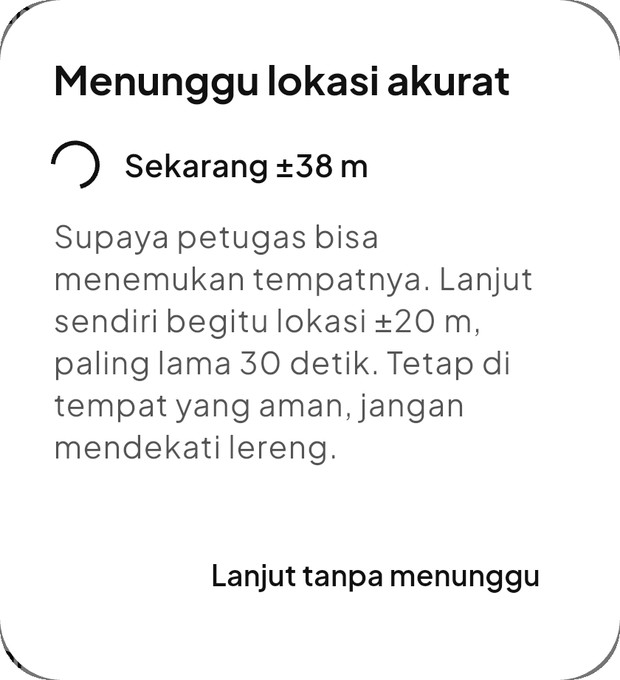 Menunggu lokasi akurat
Sekarang ±38 m
Supaya petugas bisa
menemukan tempatnya. Lanjut
sendiri begitu lokasi ±20 m,
paling lama 30 detik. Tetap di
tempat yang aman, jangan
mendekati lereng.
Lanjut tanpa menunggu